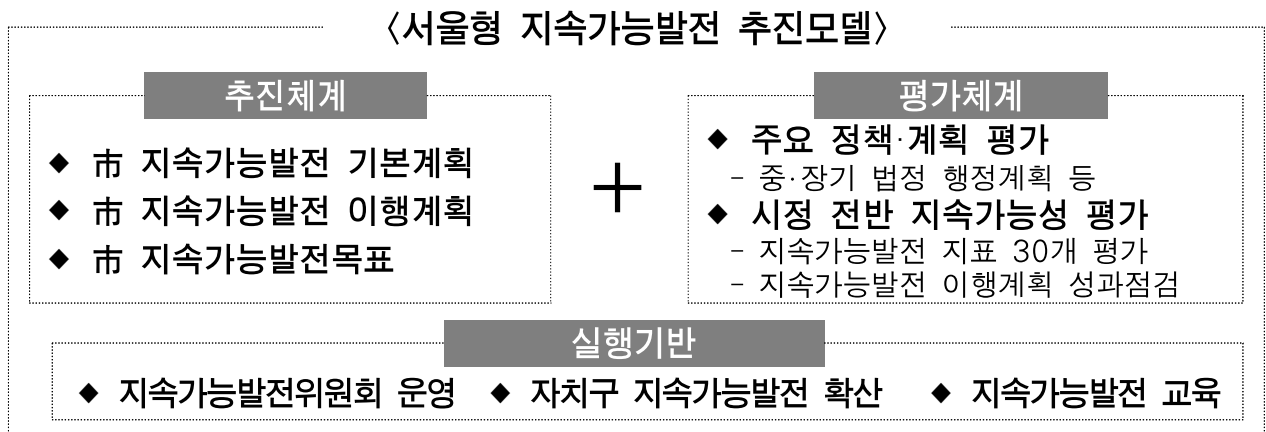 〈서울형 지속가능발전 추진모델〉
추진체계
◆ 市 지속가능발전 기본계획
◆ 市 지속가능발전 이행계획
◆ 市 지속가능발전목표
+
평가체계
◆ 주요 정책·계획 평가
- 중·장기 법정 행정계획 등
◆ 시정 전반 지속가능성 평가
- 지속가능발전 지표 30개 평가
- 지속가능발전 이행계획 성과점검
실행기반
◆ 지속가능발전위원회 운영 ◆ 자치구 지속가능발전 확산 ◆ 지속가능발전 교육